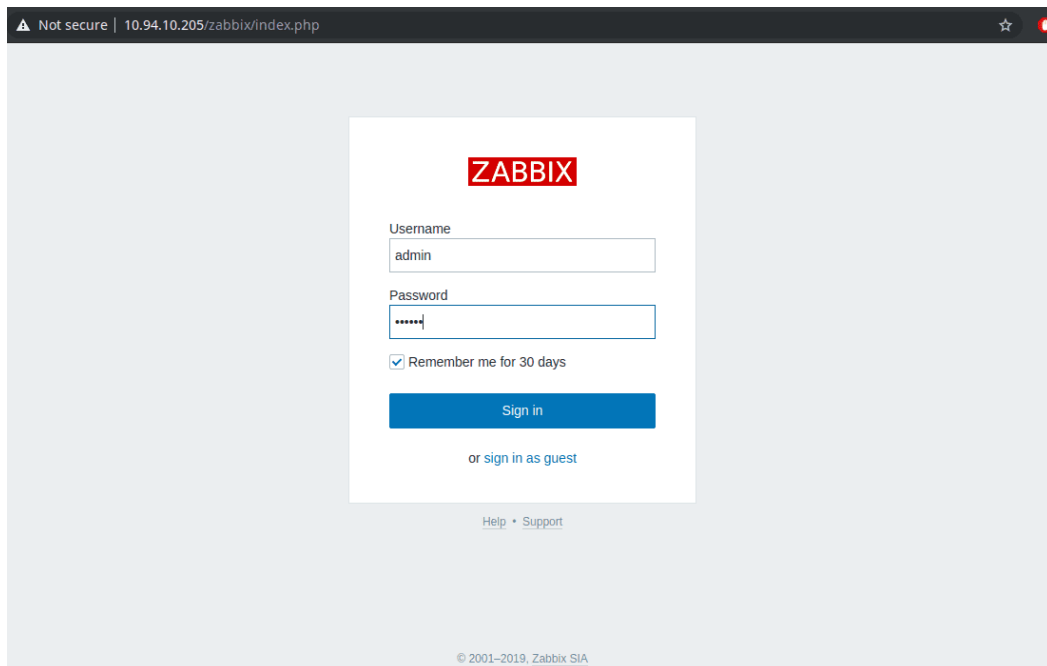 Not secure | 10.94.10.205/zabbix/index.php
ZABBIX
Username
admin
Password
••••••
Remember me for 30 days
Sign in
or sign in as guest
Help • Support
© 2001–2019, Zabbix SIA